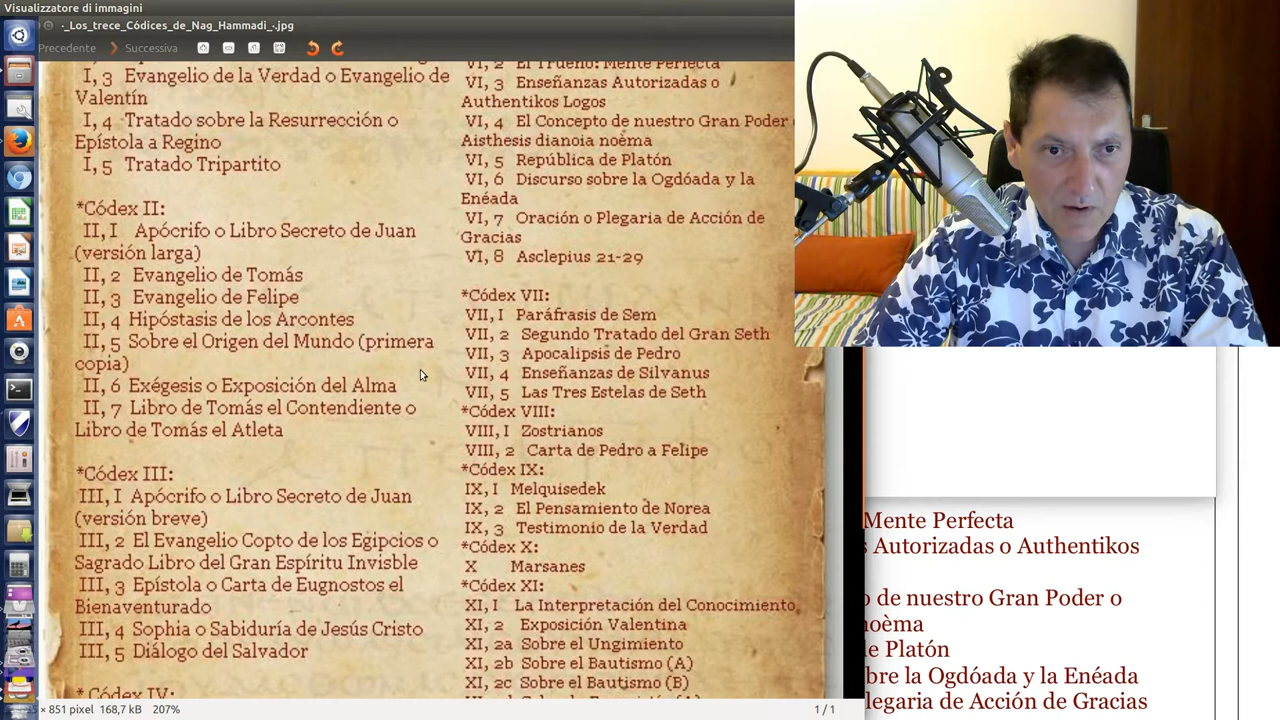 Visualizzatore di immagini
·_Los_trece_Códices_de_Nag_Hammadi_·.jpg
Precedente
Successiva
I, 3 Evangelio de la Verdad o Evangelio de
Valentín
I, 4 Tratado sobre la Resurrección o
Epístola a Regino
I, 5 Tratado Tripartito
*Códex II:
II, I Apócrifo o Libro Secreto de Juan
(versión larga)
II, 2 Evangelio de Tomás
II, 3 Evangelio de Felipe
II, 4 Hipóstasis de los Arcontes
II, 5 Sobre el Origen del Mundo (primera
copia)
II, 6 Exégesis o Exposición del Alma
II, 7 Libro de Tomás el Contendiente o
Libro de Tomás el Atleta
*Códex III:
III, I Apócrifo o Libro Secreto de Juan
(versión breve)
III, 2 El Evangelio Copto de los Egipcios o
Sagrado Libro del Gran Espíritu Invisble
III, 3 Epístola o Carta de Eugnostos el
Bienaventurado
III, 4 Sophia o Sabiduría de Jesús Cristo
III, 5 Diálogo del Salvador
*Códex IV:
VI, 2 El Trueno: Mente Perfecta
VI, 3 Enseñanzas Autorizadas o
Authentikos Logos
VI, 4 El Concepto de nuestro Gran Poder o
Aisthesis dianoia noèma
VI, 5 República de Platón
VI, 6 Discurso sobre la Ogdóada y la
Enéada
VI, 7 Oración o Plegaria de Acción de
Gracias
VI, 8 Asclepius 21-29
*Códex VII:
VII, I Paráfrasis de Sem
VII, 2 Segundo Tratado del Gran Seth
VII, 3 Apocalipsis de Pedro
VII, 4 Enseñanzas de Silvanus
VII, 5 Las Tres Estelas de Seth
*Códex VIII:
VIII, I Zostrianos
VIII, 2 Carta de Pedro a Felipe
*Códex IX:
IX, I Melquisedek
IX, 2 El Pensamiento de Norea
IX, 3 Testimonio de la Verdad
*Códex X:
X Marsanes
*Códex XI:
XI, I La Interpretación del Conocimiento
XI, 2 Exposición Valentina
XI, 2a Sobre el Ungimiento
XI, 2b Sobre el Bautismo (A)
XI, 2c Sobre el Bautismo (B)
Mente Perfecta
Autorizadas o Authentikos
o de nuestro Gran Poder o
noèma
de Platón
bre la Ogdóada y la Enéada
legaria de Acción de Gracias
× 851 pixel 168,7 kB 207%
1 / 1